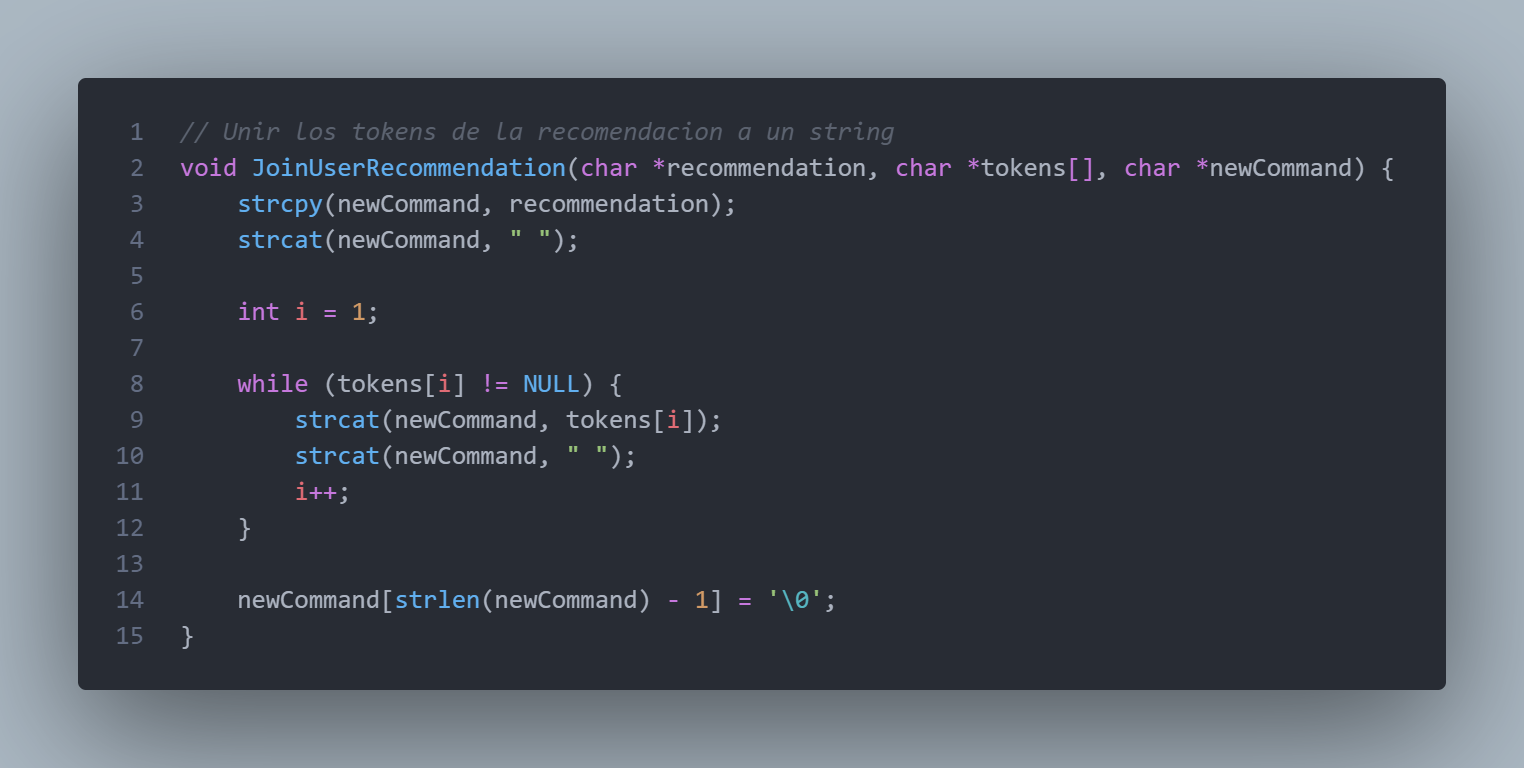 1 // Unir los tokens de la recomendacion a un string
2 void JoinUserRecommendation(char *recommendation, char *tokens[], char *newCommand) {
3     strcpy(newCommand, recommendation);
4     strcat(newCommand, " ");
5
6     int i = 1;
7
8     while (tokens[i] != NULL) {
9         strcat(newCommand, tokens[i]);
10         strcat(newCommand, " ");
11         i++;
12     }
13
14     newCommand[strlen(newCommand) - 1] = '\0';
15 }